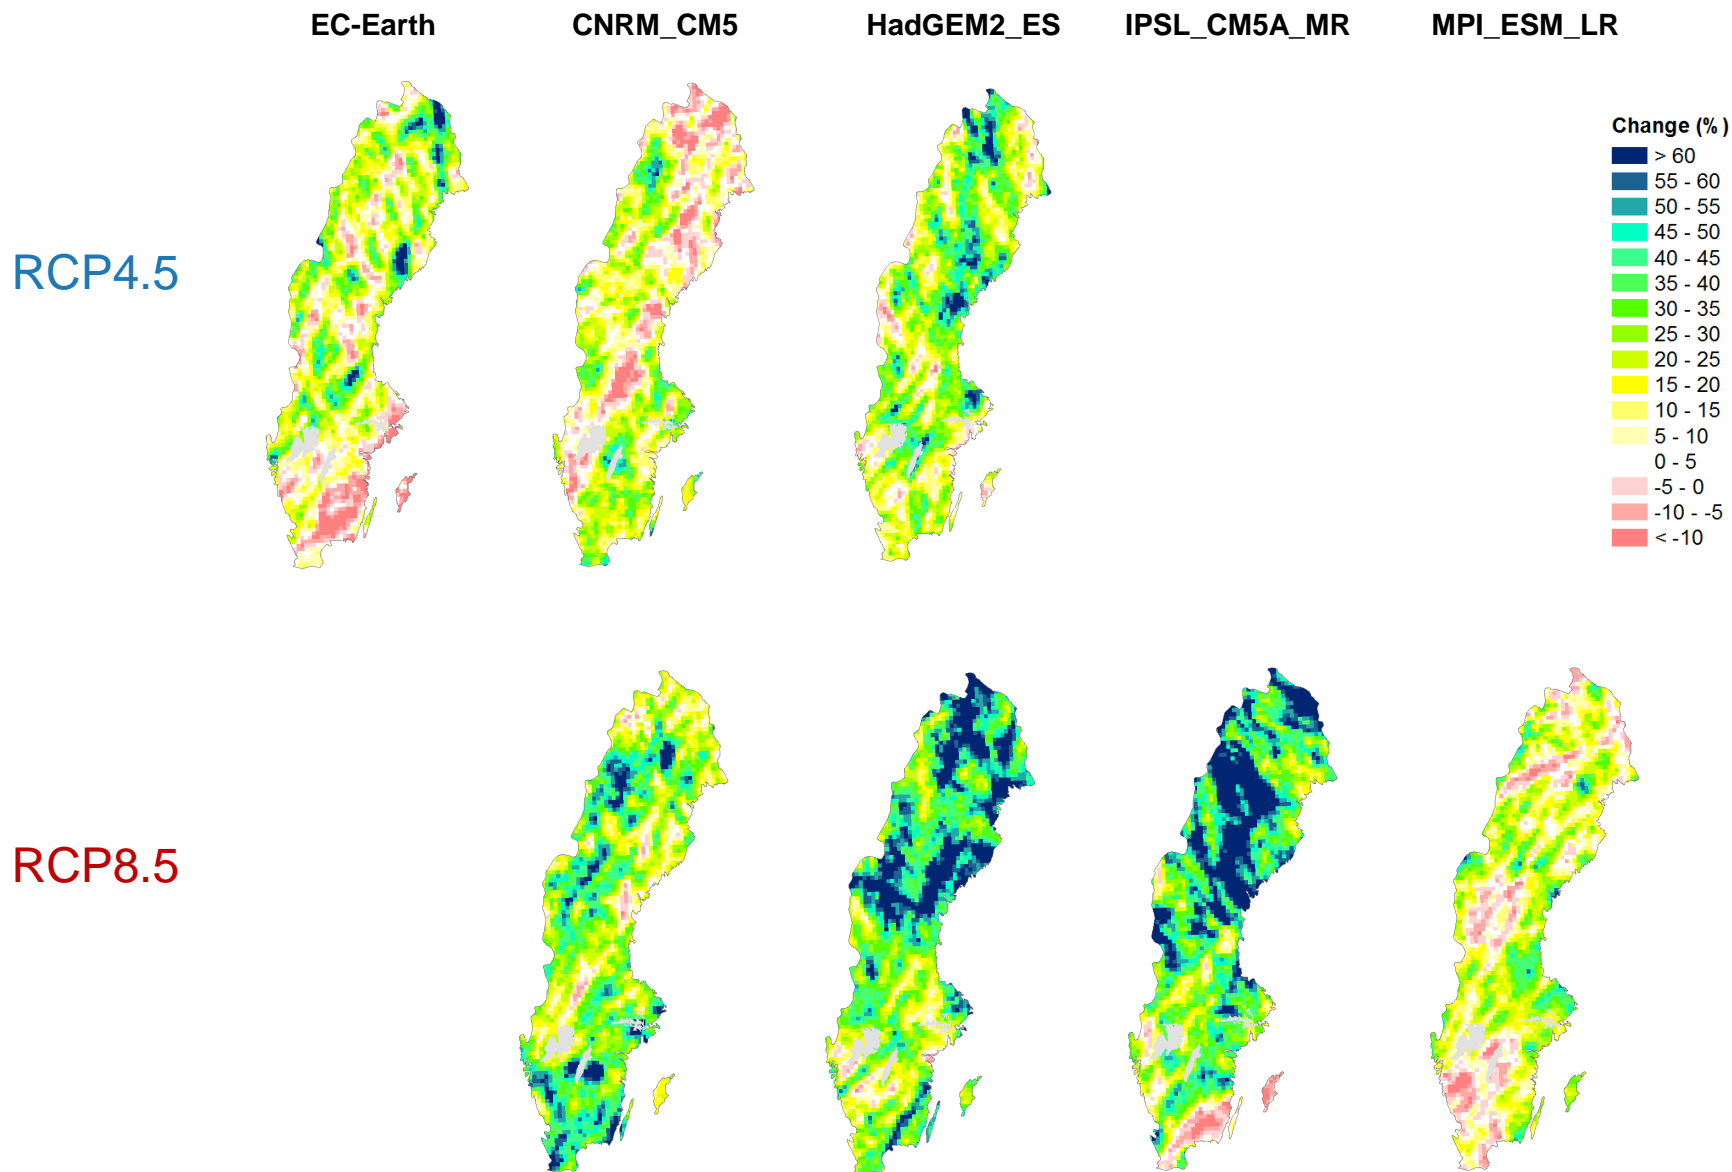 EC-Earth CNRM_CM5 HadGEM2_ES IPSL_CM5A_MR MPI_ESM_LR
Change (%)
> 60
55 - 60
50 - 55
45 - 50
40 - 45
35 - 40
30 - 35
25 - 30
20 - 25
15 - 20
10 - 15
5 - 10
0 - 5
-5 - 0
-10 - -5
< -10
RCP4.5
RCP8.5